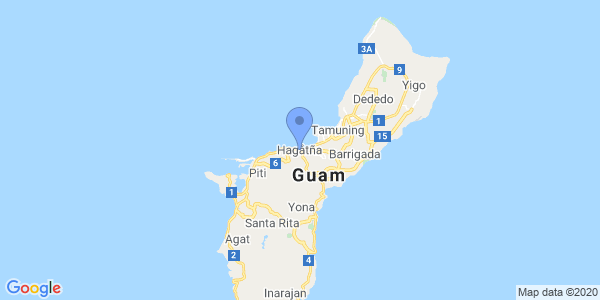 3A
9
Yigo
Dededo
1
Tamuning
15
Hagåtña
Barrigada
6
Piti
Guam
1
Yona
Santa Rita
Agat
2
4
Inarajan
Google
Map data ©2020